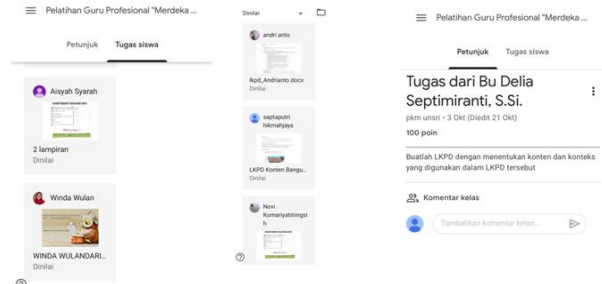 Pelatihan Guru Profesional "Merdeka ...
Petunjuk Tugas siswa
Aisyah Syarah
2 lampiran
Dinilai
Winda Wulan
WINDA WULANDARI...
Dinilai
Dinilai
andri anto
lkpd_Andrianto.docx
Dinilai
saptaputri
hikmahjaya
LKPD Konten Bangu...
Dinilai
Novi
Komariyatiningsi
h
Pelatihan Guru Profesional "Merdeka ...
Petunjuk Tugas siswa
Tugas dari Bu Delia
Septimiranti, S.Si.
pkm unsri • 3 Okt (Diedit 21 Okt)
100 poin
Buatlah LKPD dengan menentukan konten dan konteks
yang digunakan dalam LKPD tersebut
Komentar kelas
Tambahkan komentar kelas...